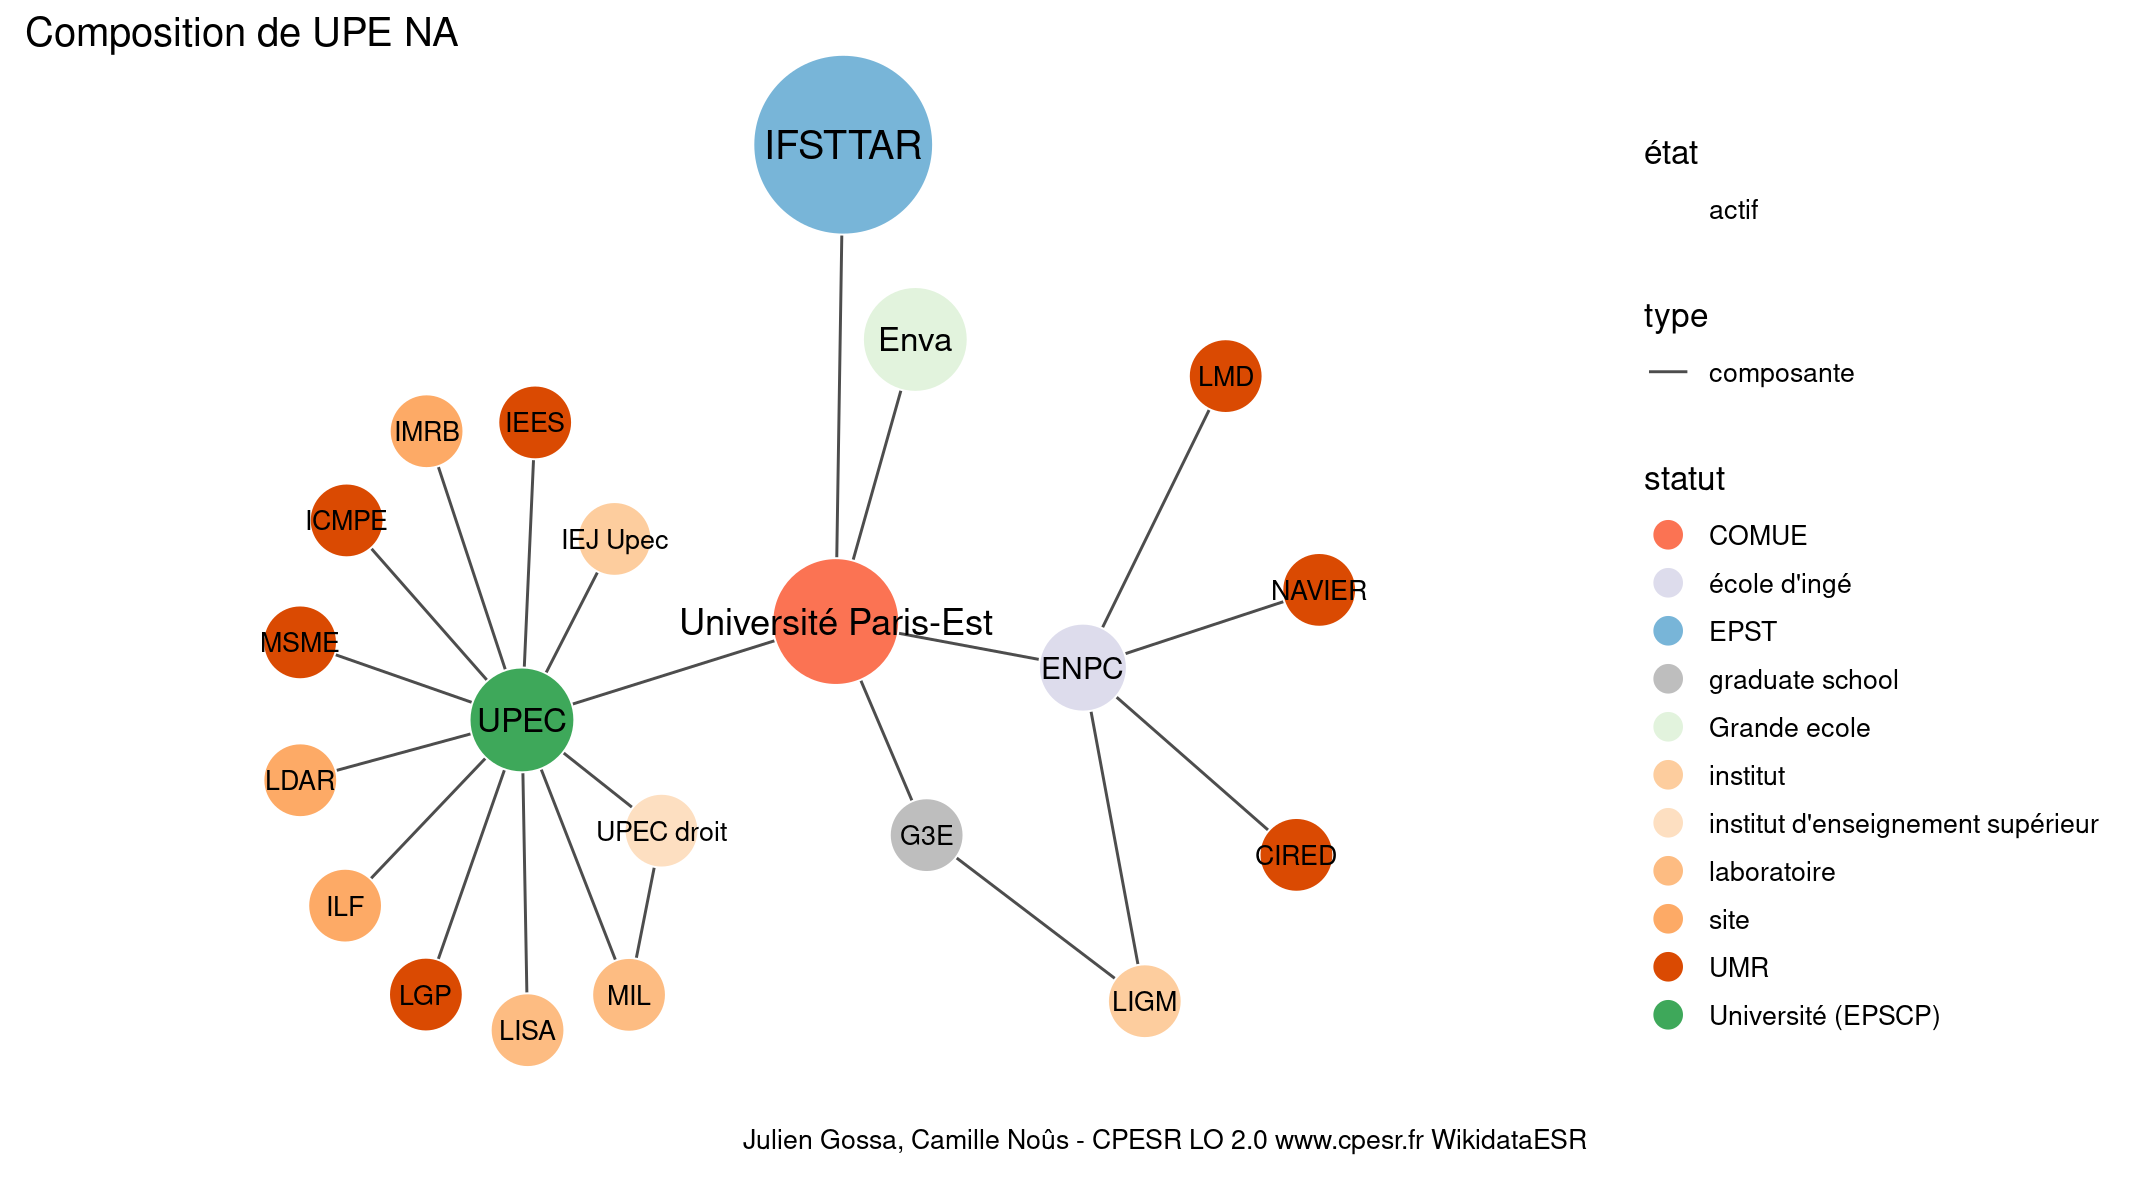 Composition de UPE NA
IFSTTAR
Enva
LMD
IMRB
IEES
ICMPE
IEJ Upec
NAVIER
MSME
Université Paris-Est
ENPC
UPEC
LDAR
UPEC droit
G3E
CIRED
ILF
LGP
LISA
MIL
LIGM
état
actif
type
composante
statut
COMUE
école d'ingé
EPST
graduate school
Grande ecole
institut
institut d'enseignement supérieur
laboratoire
site
UMR
Université (EPSCP)
Julien Gossa, Camille Noûs - CPESR LO 2.0 www.cpesr.fr WikidataESR